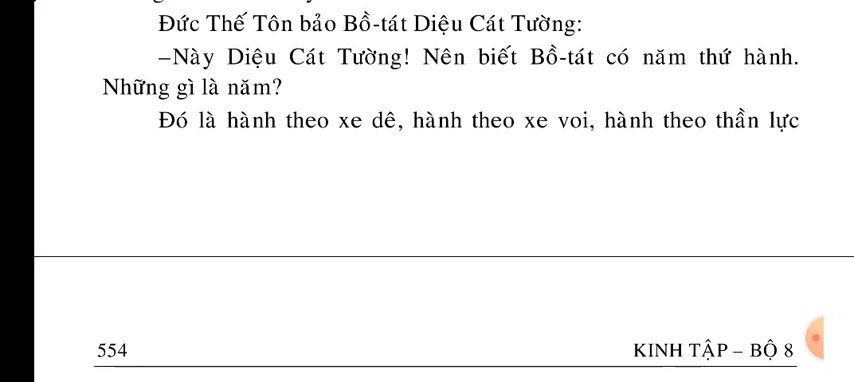 Đức Thế Tôn bảo Bồ-tát Diệu Cát Tường:
–Này Diệu Cát Tường! Nên biết Bồ-tát có năm thứ hành.
Những gì là năm?
Đó là hành theo xe dê, hành theo xe voi, hành theo thần lực
554 KINH TẬP – BỘ 8